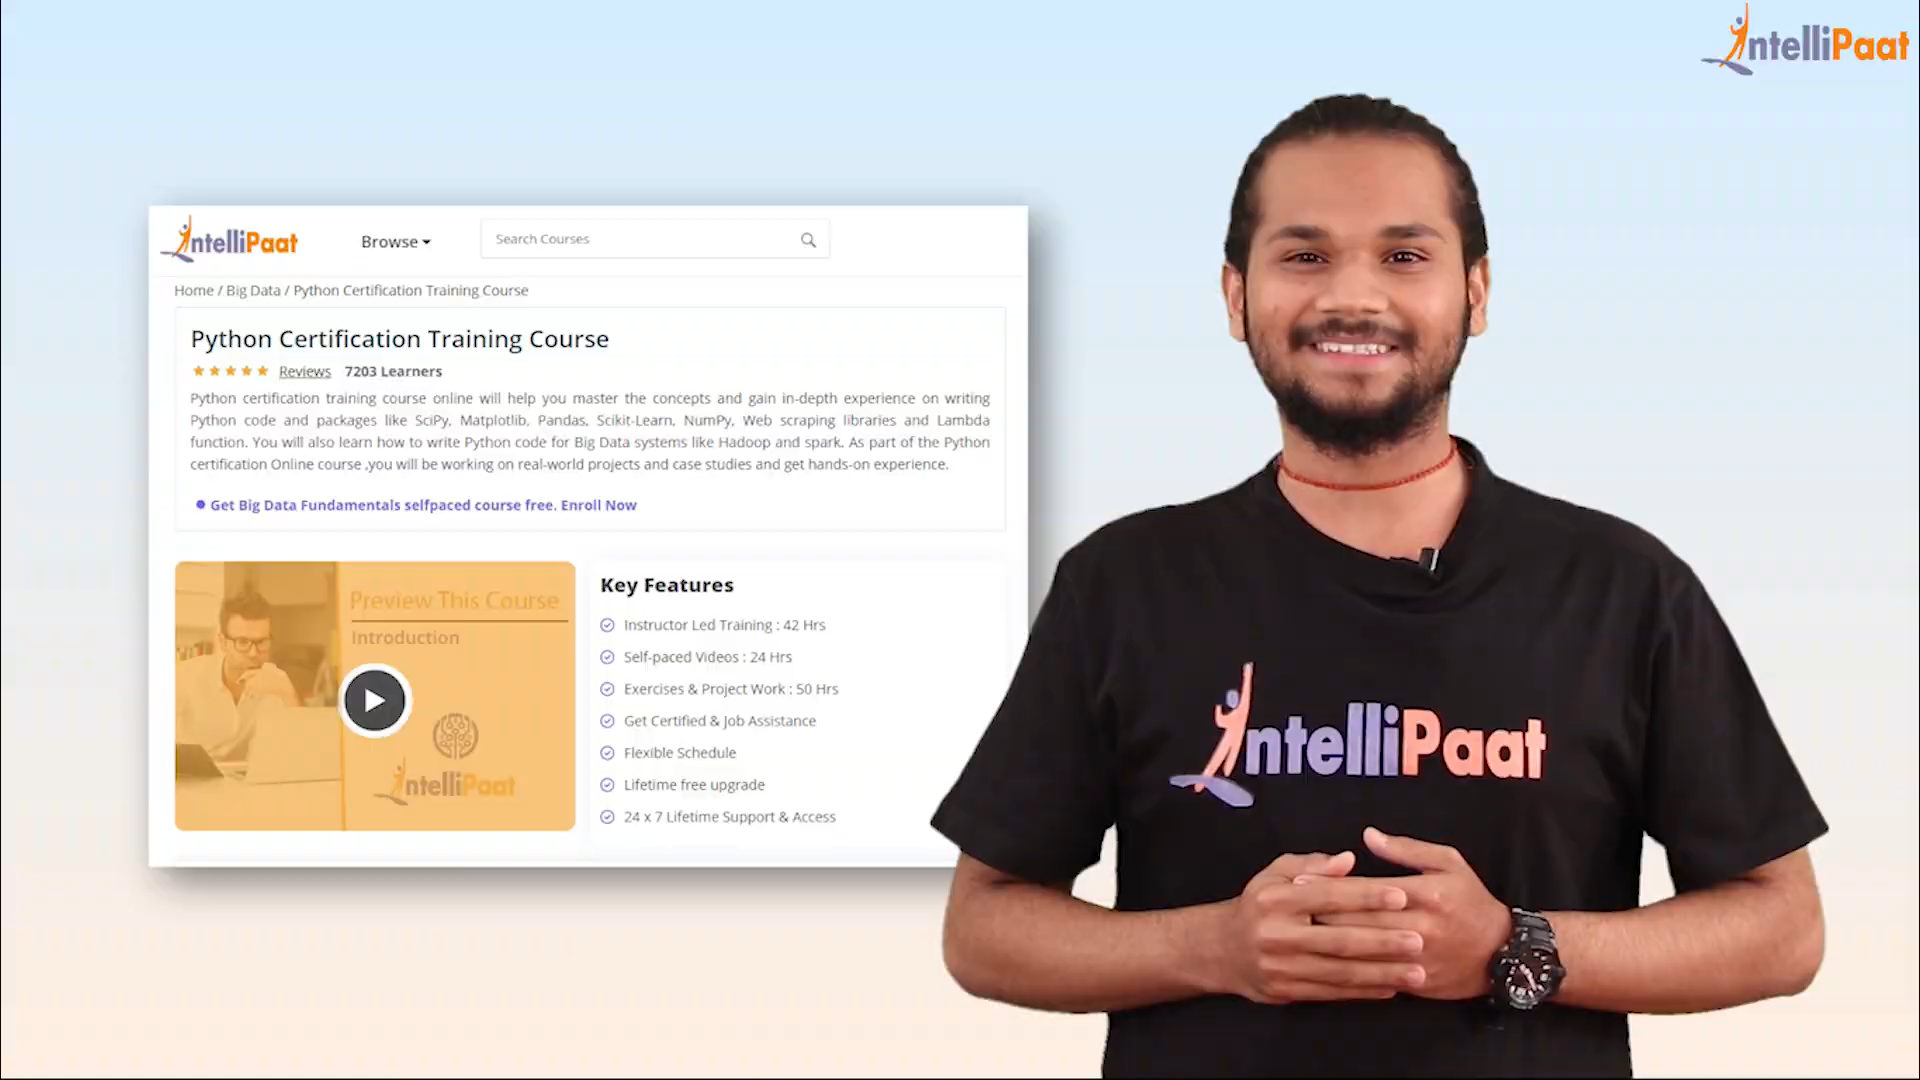 IntelliPaat
IntelliPaat
Browse
Search Courses
Home / Big Data / Python Certification Training Course
Python Certification Training Course
Reviews 7203 Learners
Python certification training course online will help you master the concepts and gain in-depth experience on writing
Python code and packages like SciPy, Matplotlib, Pandas, Scikit-Learn, NumPy, Web scraping libraries and Lambda
function. You will also learn how to write Python code for Big Data systems like Hadoop and spark. As part of the Python
certification Online course ,you will be working on real-world projects and case studies and get hands-on experience.
Get Big Data Fundamentals selfpaced course free. Enroll Now
Preview This Course
Introduction
IntelliPaat
Key Features
Instructor Led Training : 42 Hrs
Self-paced Videos : 24 Hrs
Exercises & Project Work : 50 Hrs
Get Certified & Job Assistance
Flexible Schedule
Lifetime free upgrade
24 x 7 Lifetime Support & Access
IntelliPaat